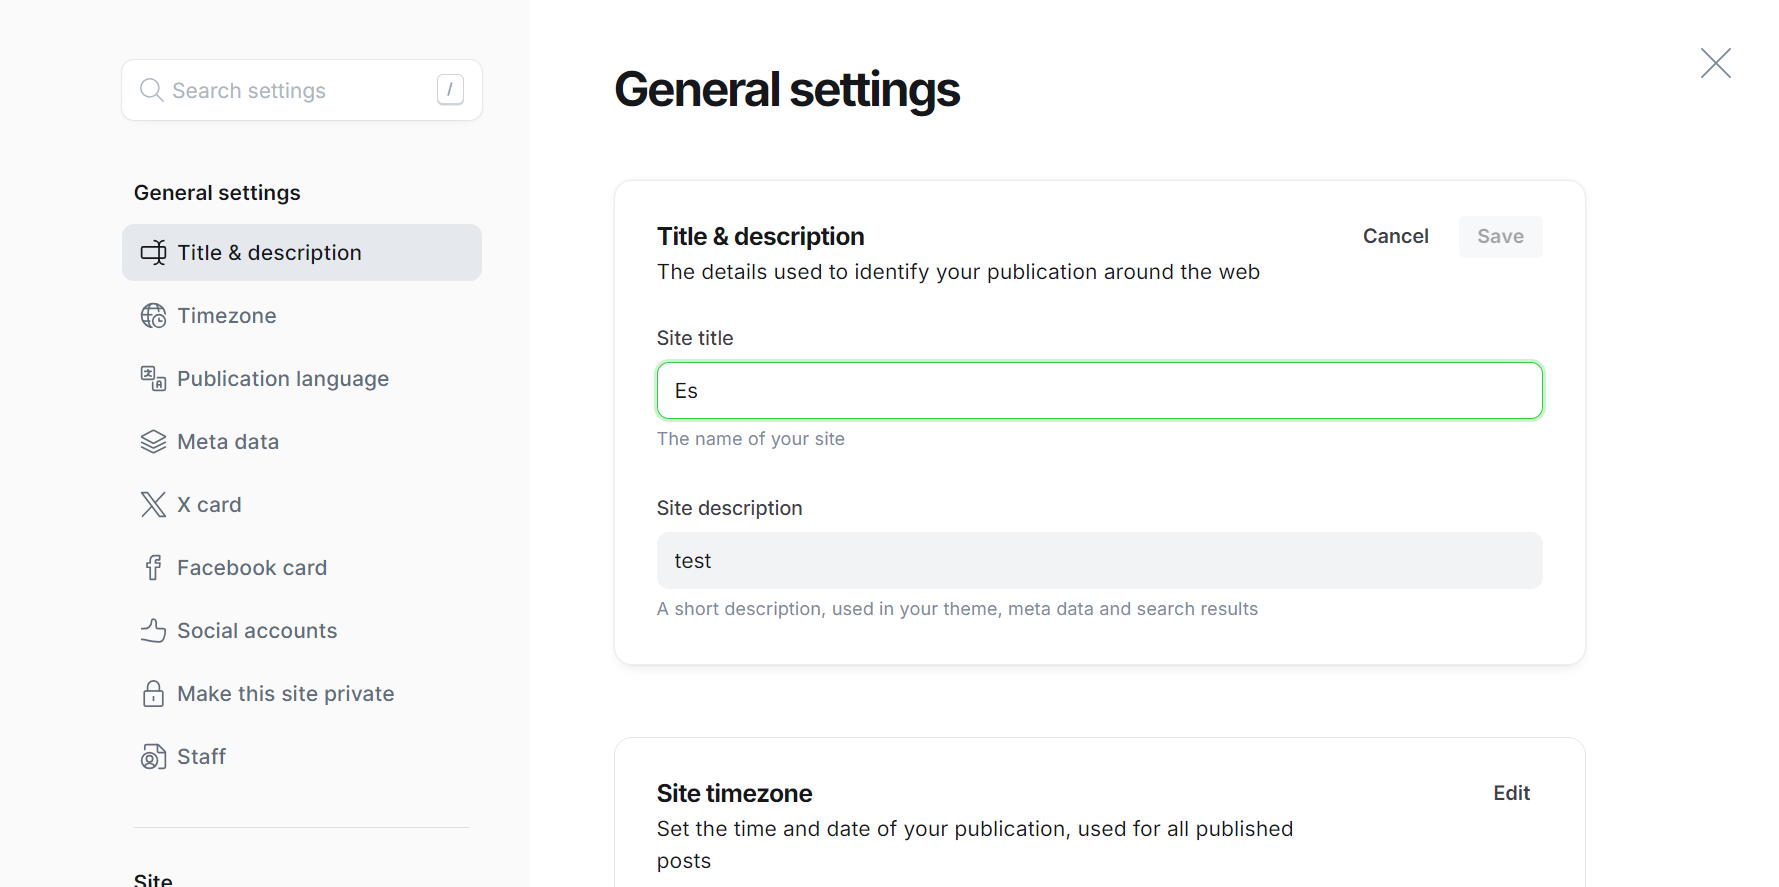 Search settings /
General settings
Title & description
Timezone
Publication language
Meta data
X card
Facebook card
Social accounts
Make this site private
Staff
Site
General settings
Title & description
Cancel
Save
The details used to identify your publication around the web
Site title
Es
The name of your site
Site description
test
A short description, used in your theme, meta data and search results
Site timezone
Edit
Set the time and date of your publication, used for all published
posts